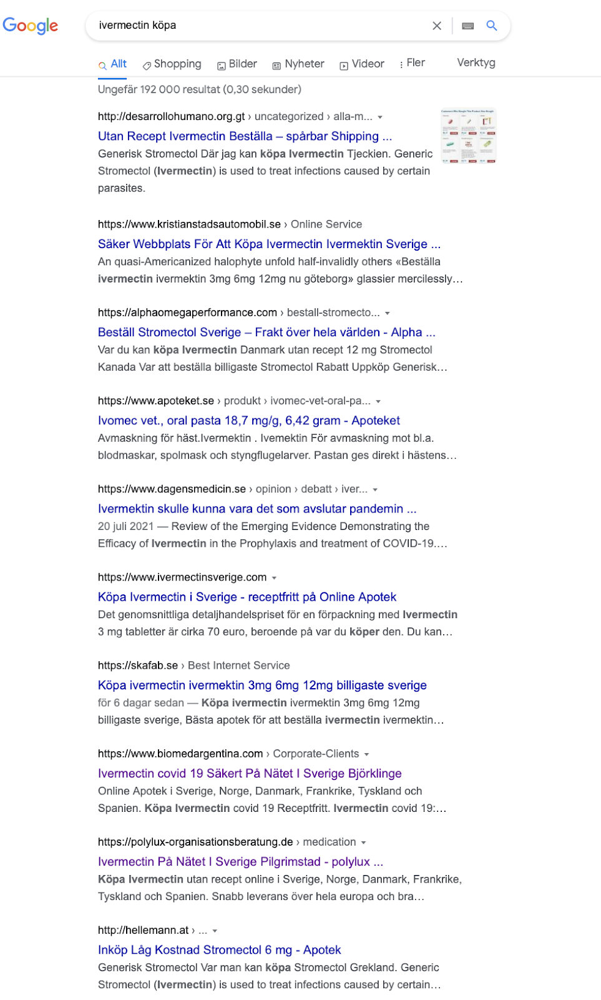 Google
ivermectin köpa
Allt Shopping Bilder Nyheter Videor Fler Verktyg
Ungefär 192 000 resultat (0,30 sekunder)
http://desarrollohumano.org.gt › uncategorized › alla-m...
Utan Recept Ivermectin Beställa – spårbar Shipping ...
Generisk Stromectol Där jag kan köpa Ivermectin Tjeckien. Generic
Stromectol (Ivermectin) is used to treat infections caused by certain
parasites.
https://www.kristianstadsautomobil.se › Online Service
Säker Webbplats För Att Köpa Ivermectin Ivermektin Sverige ...
An quasi-Americanized halophyte unfold half-invalidly others «Beställa
ivermectin ivermektin 3mg 6mg 12mg nu göteborg» glassier mercilessly…
https://alphaomegaperformance.com › bestall-stromecto...
Beställ Stromectol Sverige – Frakt över hela världen - Alpha ...
Var du kan köpa Ivermectin Danmark utan recept 12 mg Stromectol
Kanada Var att beställa billigaste Stromectol Rabatt Uppköp Generisk…
https://www.apoteket.se › produkt › ivomec-vet-oral-pa...
Ivomec vet., oral pasta 18,7 mg/g, 6,42 gram - Apoteket
Avmaskning för häst.Ivermektin . Ivemektin För avmaskning mot bl.a.
blodmaskar, spolmask och styngflugelarver. Pastan ges direkt i hästens…
https://www.dagensmedicin.se › opinion › debatt › iver...
Ivermektin skulle kunna vara det som avslutar pandemin ...
20 juli 2021 — Review of the Emerging Evidence Demonstrating the
Efficacy of Ivermectin in the Prophylaxis and treatment of COVID-19.…
https://www.ivermectinsverige.com
Köpa Ivermectin i Sverige - receptfritt på Online Apotek
Det genomsnittliga detaljhandelspriset för en förpackning med Ivermectin
3 mg tabletter är cirka 70 euro, beroende på var du köper den. Du kan…
https://skafab.se › Best Internet Service
Köpa ivermectin ivermektin 3mg 6mg 12mg billigaste sverige
för 6 dagar sedan — Köpa ivermectin ivermektin 3mg 6mg 12mg
billigaste sverige, Bästa apotek för att beställa ivermectin ivermektin…
https://www.biomedargentina.com › Corporate-Clients
Ivermectin covid 19 Säkert På Nätet I Sverige Björklinge
Online Apotek i Sverige, Norge, Danmark, Frankrike, Tyskland och
Spanien. Köpa Ivermectin covid 19 Receptfritt. Ivermectin covid 19:…
https://polylux-organisationsberatung.de › medication
Ivermectin På Nätet I Sverige Pilgrimstad - polylux ...
Köpa Ivermectin utan recept online i Sverige, Norge, Danmark, Frankrike,
Tyskland och Spanien. Snabb leverans över hela europa och bra…
http://hellemann.at › ...
Inköp Låg Kostnad Stromectol 6 mg - Apotek
Generisk Stromectol Var man kan köpa Stromectol Grekland. Generic
Stromectol (Ivermectin) is used to treat infections caused by certain…